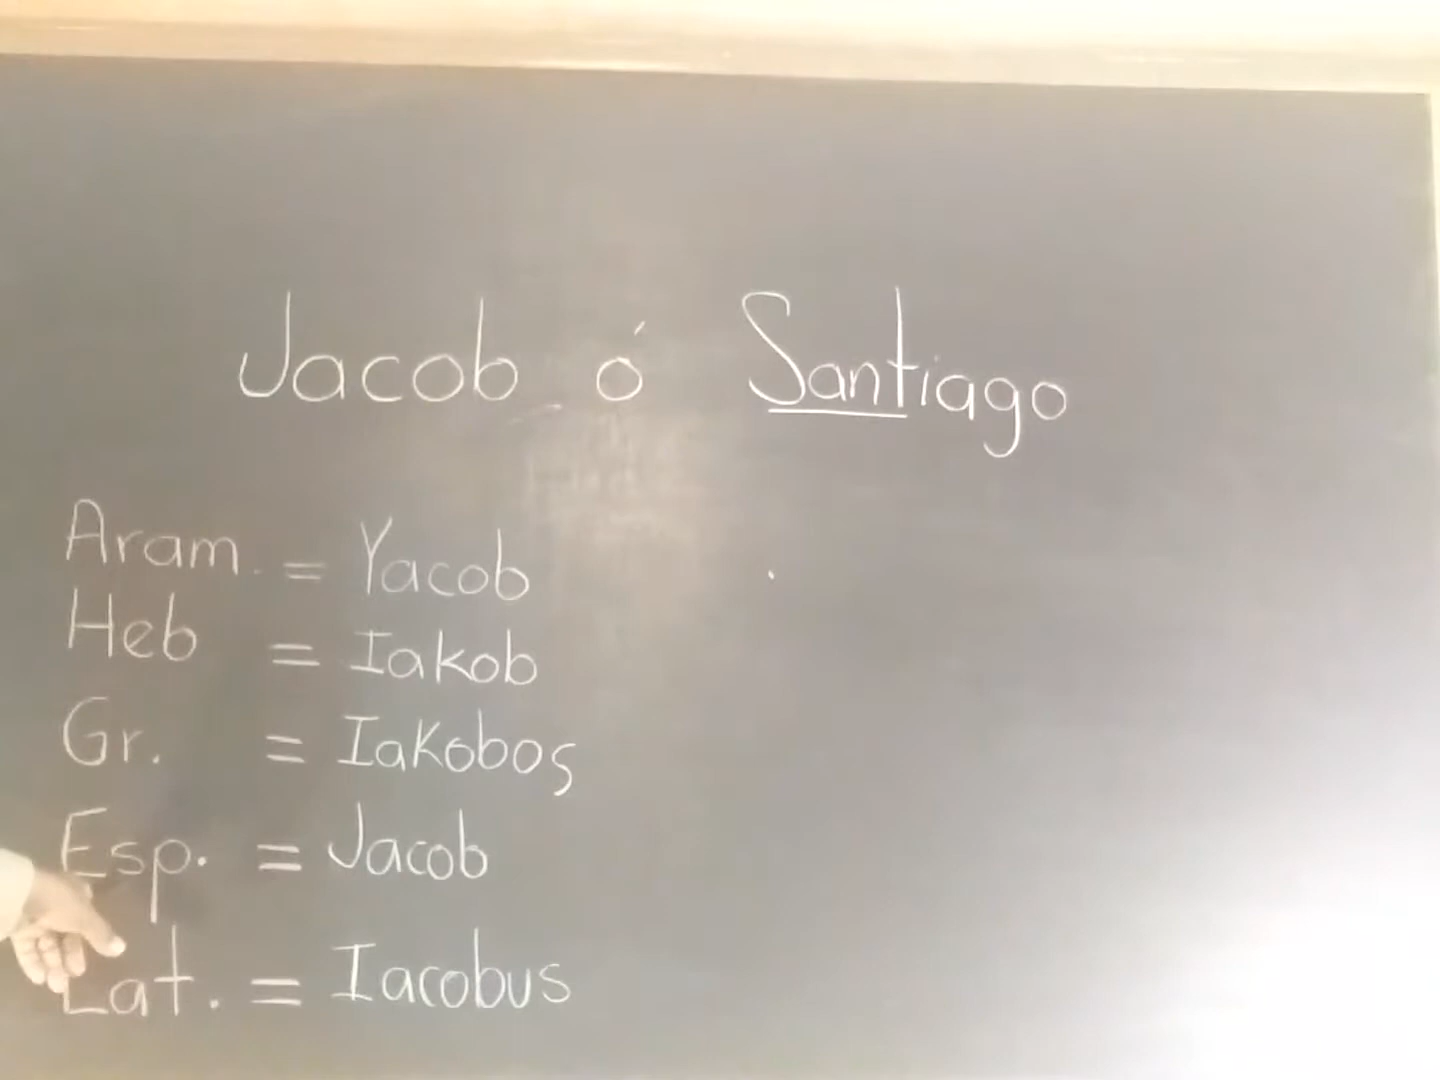 Jacob ó Santiago
Aram. = Yacob
Heb = Iakob
Gr. = Iakobos
Esp. = Jacob
Lat. = Iacobus